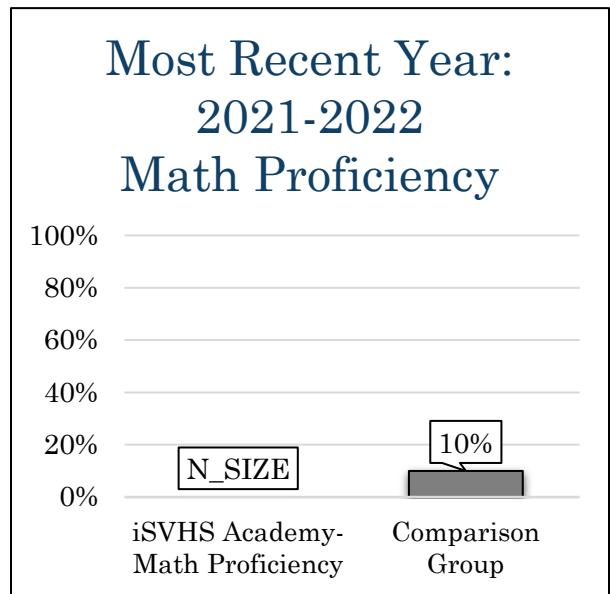 Most Recent Year:
2021-2022
Math Proficiency
100%
80%
60%
40%
20%
0%
N_SIZE
10%
iSVHS Academy-
Math Proficiency
Comparison
Group